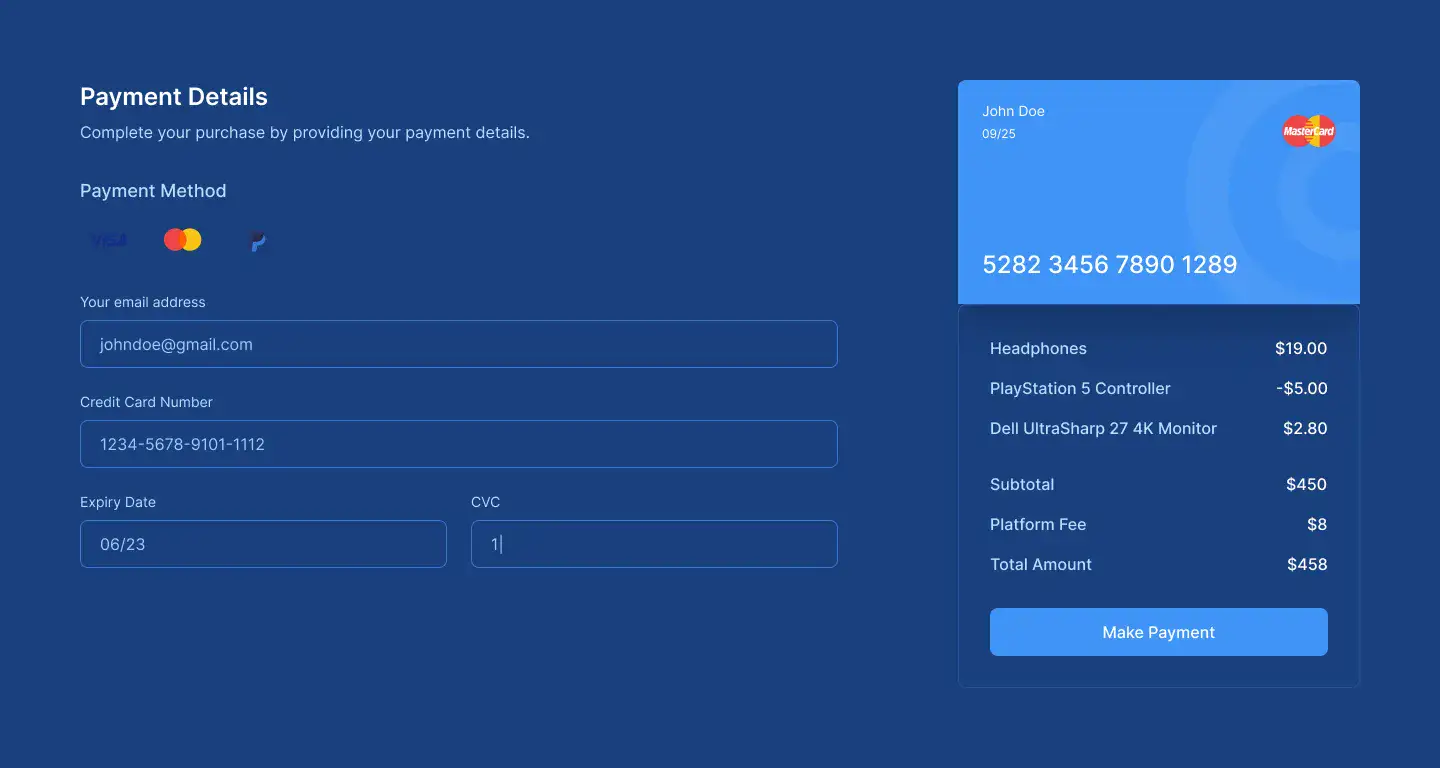 Payment Details
Complete your purchase by providing your payment details.
Payment Method
VISA
Your email address
johndoe@gmail.com
Credit Card Number
1234-5678-9101-1112
Expiry Date
CVC
06/23
1
John Doe
09/25
MasterCard
5282 3456 7890 1289
Headphones $19.00
PlayStation 5 Controller -$5.00
Dell UltraSharp 27 4K Monitor $2.80
Subtotal $450
Platform Fee $8
Total Amount $458
Make Payment